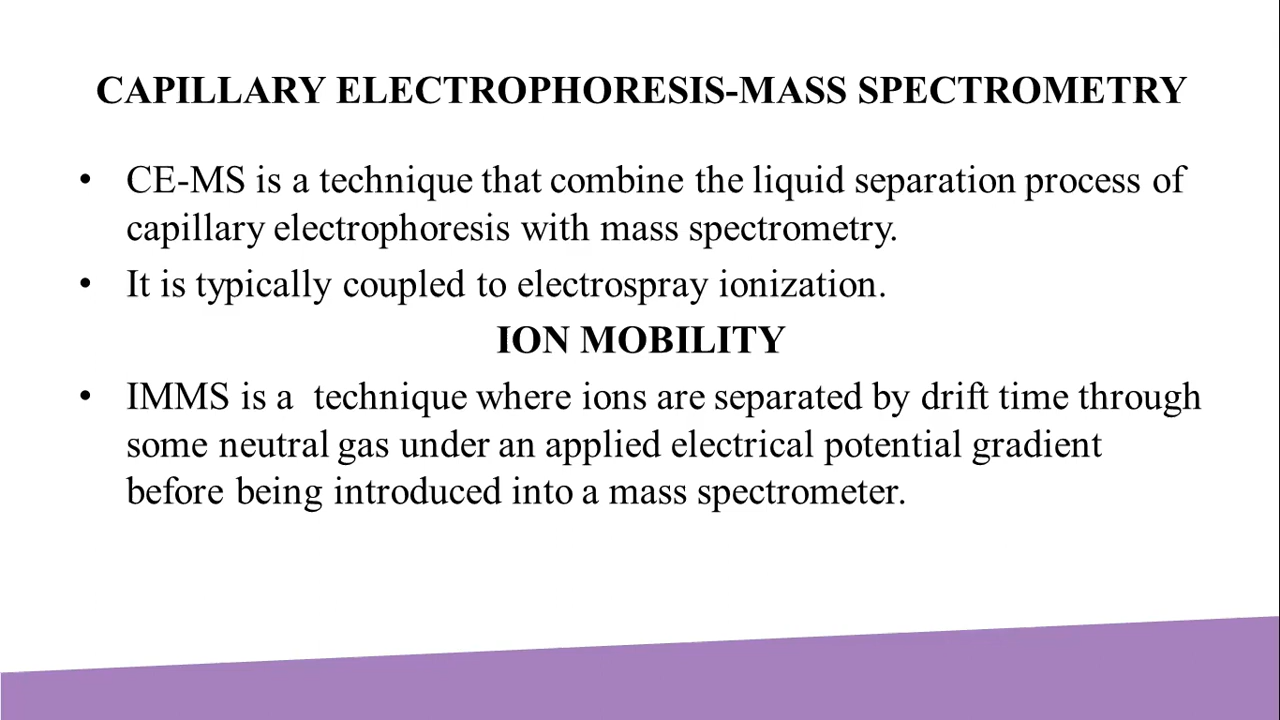 CAPILLARY ELECTROPHORESIS-MASS SPECTROMETRY
• CE-MS is a technique that combine the liquid separation process of
capillary electrophoresis with mass spectrometry.
• It is typically coupled to electrospray ionization.
ION MOBILITY
• IMMS is a  technique where ions are separated by drift time through
some neutral gas under an applied electrical potential gradient
before being introduced into a mass spectrometer.